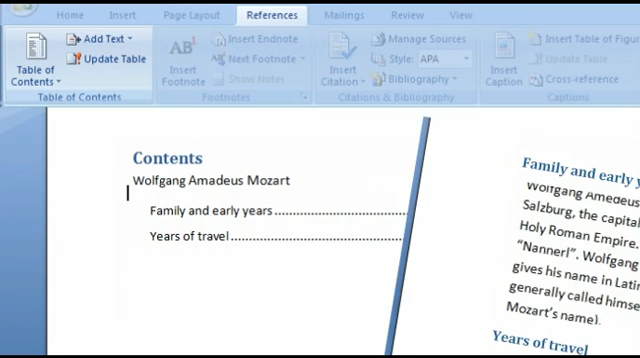 Home Insert Page Layout References Mailings Review View
Table of Contents
Add Text
Update Table
Table of Contents
AB¹
Insert Footnote
Insert Endnote
Next Footnote
Show Notes
Footnotes
Insert Citation
Manage Sources
Style: APA
Bibliography
Citations & Bibliography
Insert Caption
Insert Table of Figur
Update Table
Cross-reference
Captions
Contents
Wolfgang Amadeus Mozart
Family and early years
Years of travel
Family and early y
Wolfgang Amadeus
Salzburg, the capita
Holy Roman Empire.
"Nannerl". Wolfgang
gives his name in Latin
generally called himse
Mozart's name).
Years of travel